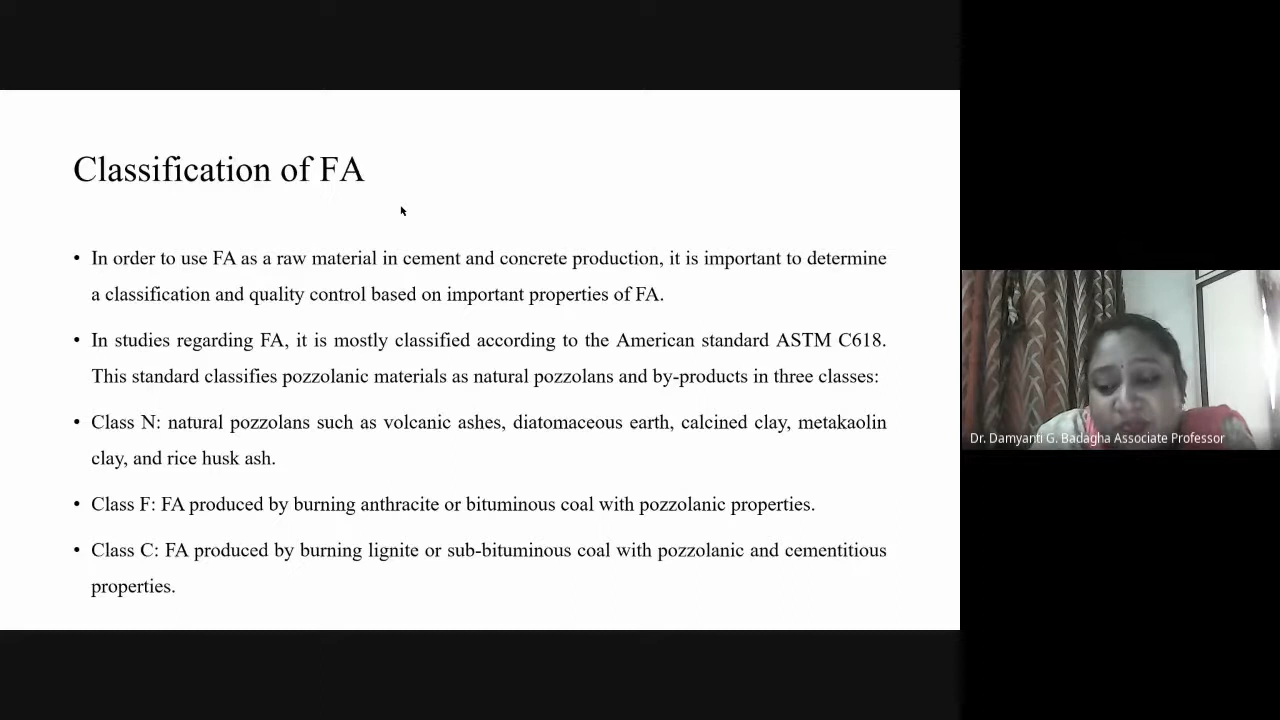 Classification of FA
• In order to use FA as a raw material in cement and concrete production, it is important to determine
a classification and quality control based on important properties of FA.
• In studies regarding FA, it is mostly classified according to the American standard ASTM C618.
This standard classifies pozzolanic materials as natural pozzolans and by-products in three classes:
• Class N: natural pozzolans such as volcanic ashes, diatomaceous earth, calcined clay, metakaolin
clay, and rice husk ash.
• Class F: FA produced by burning anthracite or bituminous coal with pozzolanic properties.
• Class C: FA produced by burning lignite or sub-bituminous coal with pozzolanic and cementitious
properties.
Dr. Damyanti G. Badagha Associate Professor